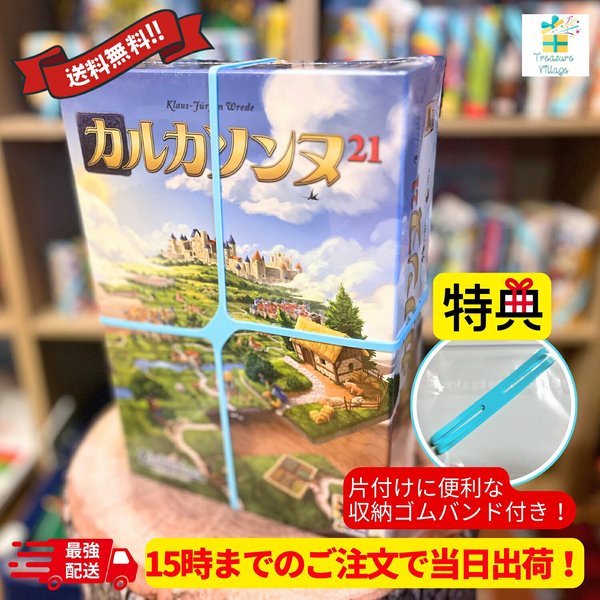 送料無料!!
Treasure
Village
Klaus-Jürgen Wrede
カルカソンヌ21
特典
片付けに便利な
収納ゴムバンド付き！
最強
配送
15時までのご注文で当日出荷！